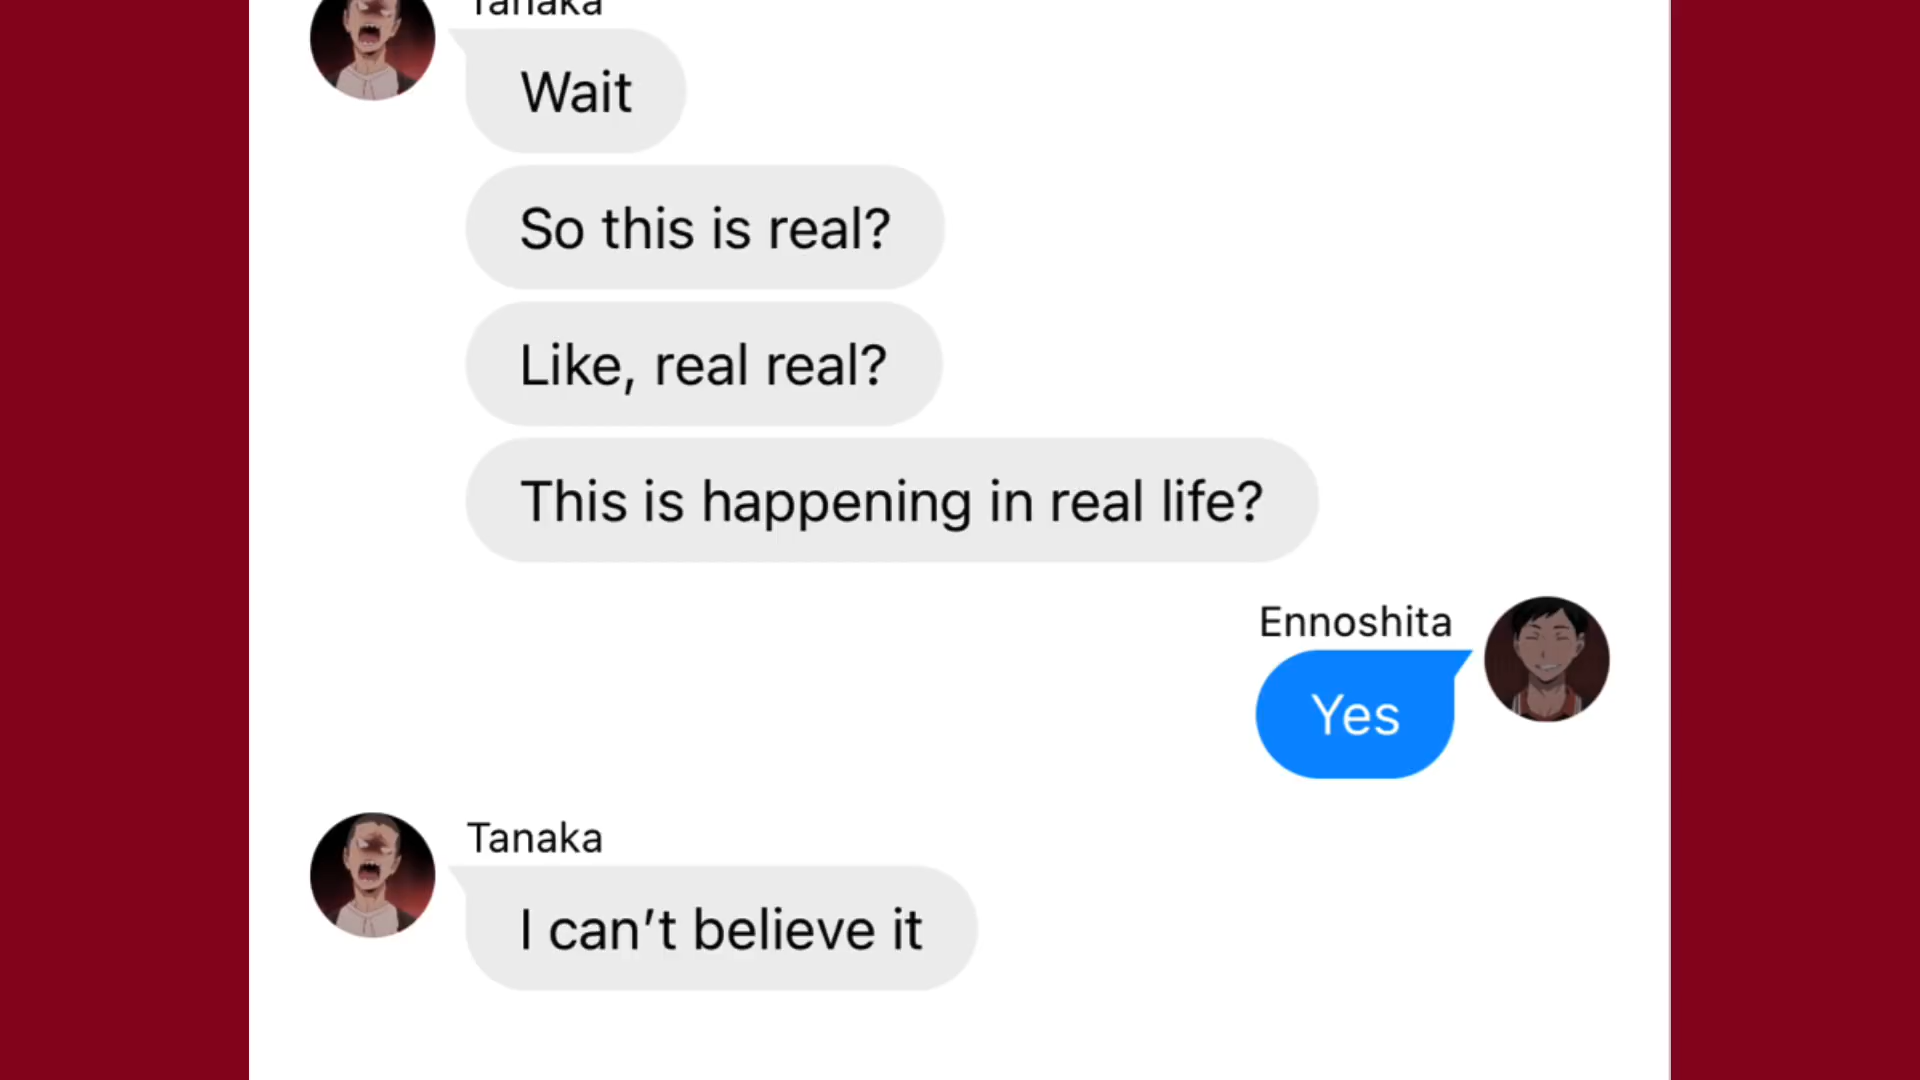 Tanaka
Wait
So this is real?
Like, real real?
This is happening in real life?
Ennoshita
Yes
Tanaka
I can’t believe it